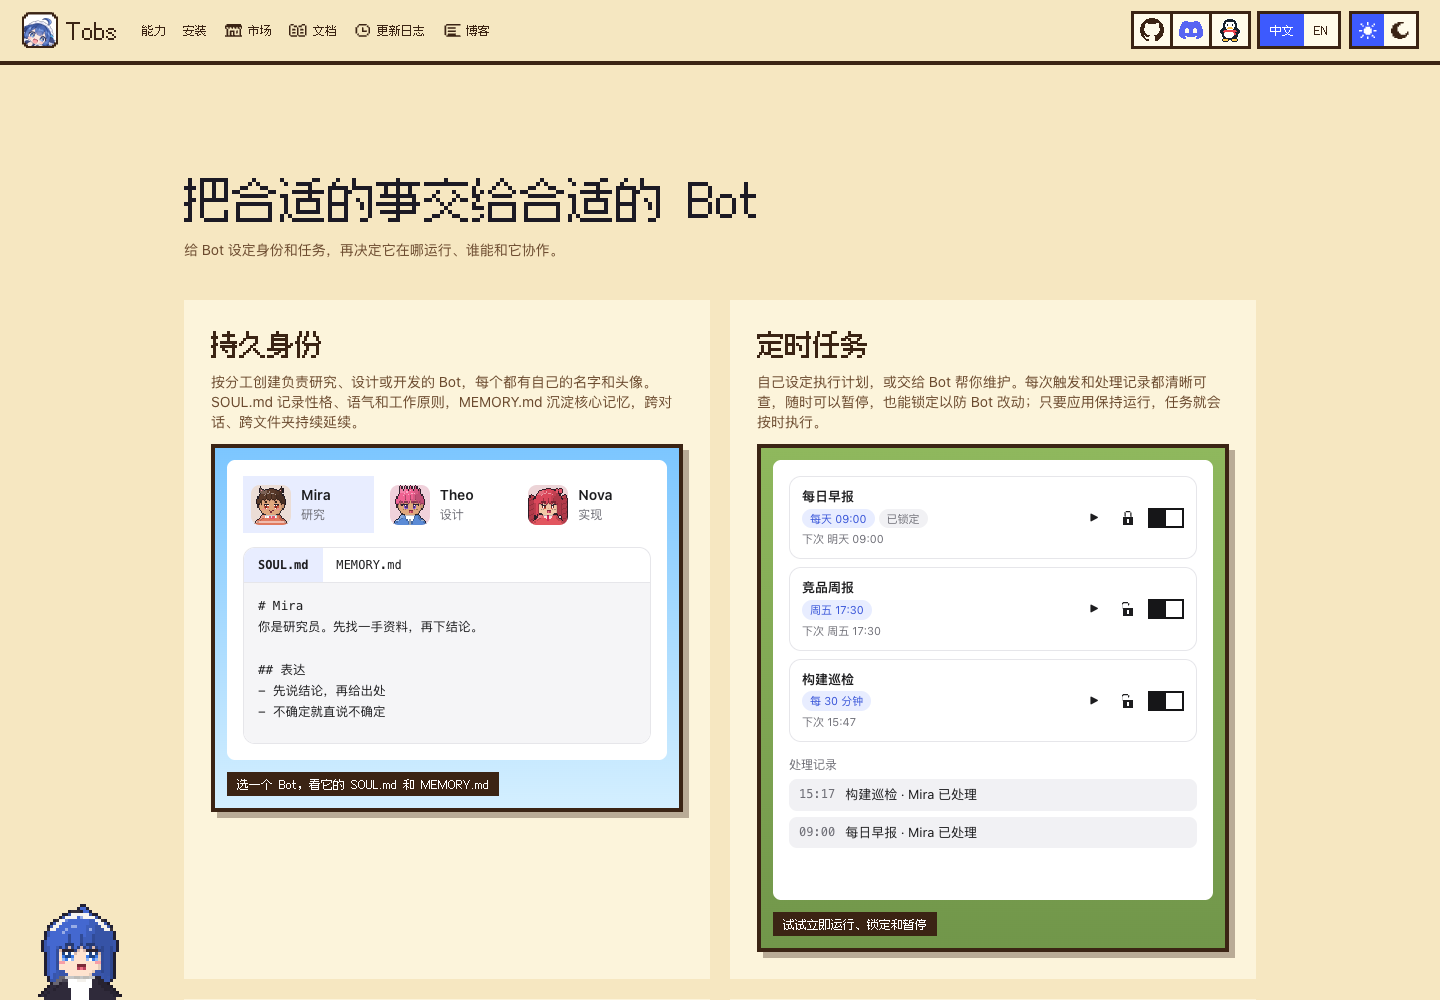 Tobs
能力
安装
市场
文档
更新日志
博客
中文
EN
把合适的事交给合适的 Bot
给 Bot 设定身份和任务，再决定它在哪运行、谁能和它协作。
持久身份
按分工创建负责研究、设计或开发的 Bot，每个都有自己的名字和头像。
SOUL.md 记录性格、语气和工作原则，MEMORY.md 沉淀核心记忆，跨对
话、跨文件夹持续延续。
Mira
研究
Theo
设计
Nova
实现
SOUL.md
MEMORY.md
# Mira
你是研究员。先找一手资料，再下结论。
## 表达
– 先说结论，再给出处
– 不确定就直说不确定
选一个 Bot，看它的 SOUL.md 和 MEMORY.md
定时任务
自己设定执行计划，或交给 Bot 帮你维护。每次触发和处理记录都清晰可
查，随时可以暂停，也能锁定以防 Bot 改动；只要应用保持运行，任务就会
按时执行。
每日早报
每天 09:00
已锁定
下次 明天 09:00
竞品周报
周五 17:30
下次 周五 17:30
构建巡检
每 30 分钟
下次 15:47
处理记录
15:17 构建巡检 · Mira 已处理
09:00 每日早报 · Mira 已处理
试试立即运行、锁定和暂停